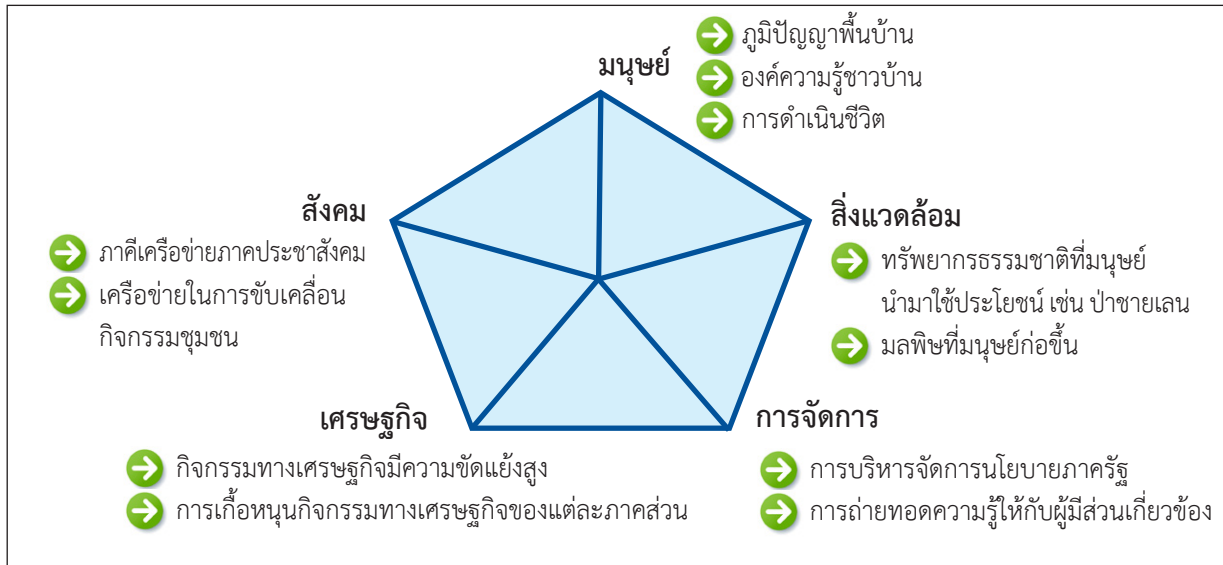 มนุษย์
ภูมิปัญญาพื้นบ้าน
องค์ความรู้ชาวบ้าน
การดำเนินชีวิต
สังคม
ภาคีเครือข่ายภาคประชาสังคม
เครือข่ายในการขับเคลื่อน
กิจกรรมชุมชน
สิ่งแวดล้อม
ทรัพยากรธรรมชาติที่มนุษย์
นำมาใช้ประโยชน์ เช่น ป่าชายเลน
มลพิษที่มนุษย์ก่อขึ้น
เศรษฐกิจ
กิจกรรมทางเศรษฐกิจมีความขัดแย้งสูง
การเกื้อหนุนกิจกรรมทางเศรษฐกิจของแต่ละภาคส่วน
การจัดการ
การบริหารจัดการนโยบายภาครัฐ
การถ่ายทอดความรู้ให้กับผู้มีส่วนเกี่ยวข้อง